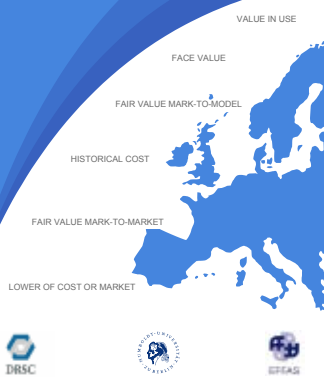 VALUE IN USE
FACE VALUE
FAIR VALUE MARK-TO-MODEL
HISTORICAL COST
FAIR VALUE MARK-TO-MARKET
LOWER OF COST OR MARKET
DRSC
EFFAS